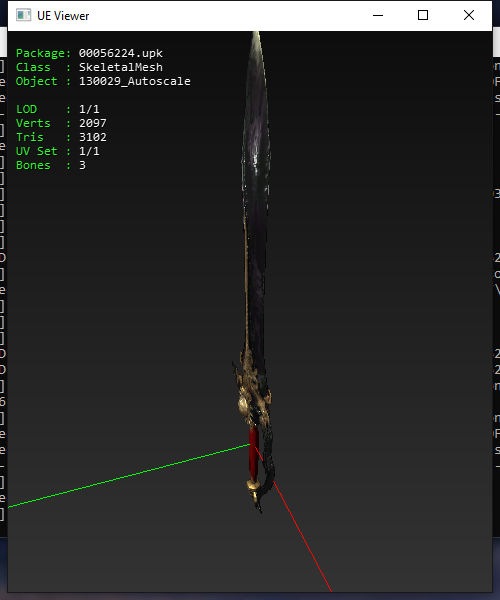 UE Viewer
Package: 00056224.upk
Class  : SkeletalMesh
Object : 130029_Autoscale
LOD    : 1/1
Verts  : 2097
Tris   : 3102
UV Set : 1/1
Bones  : 3